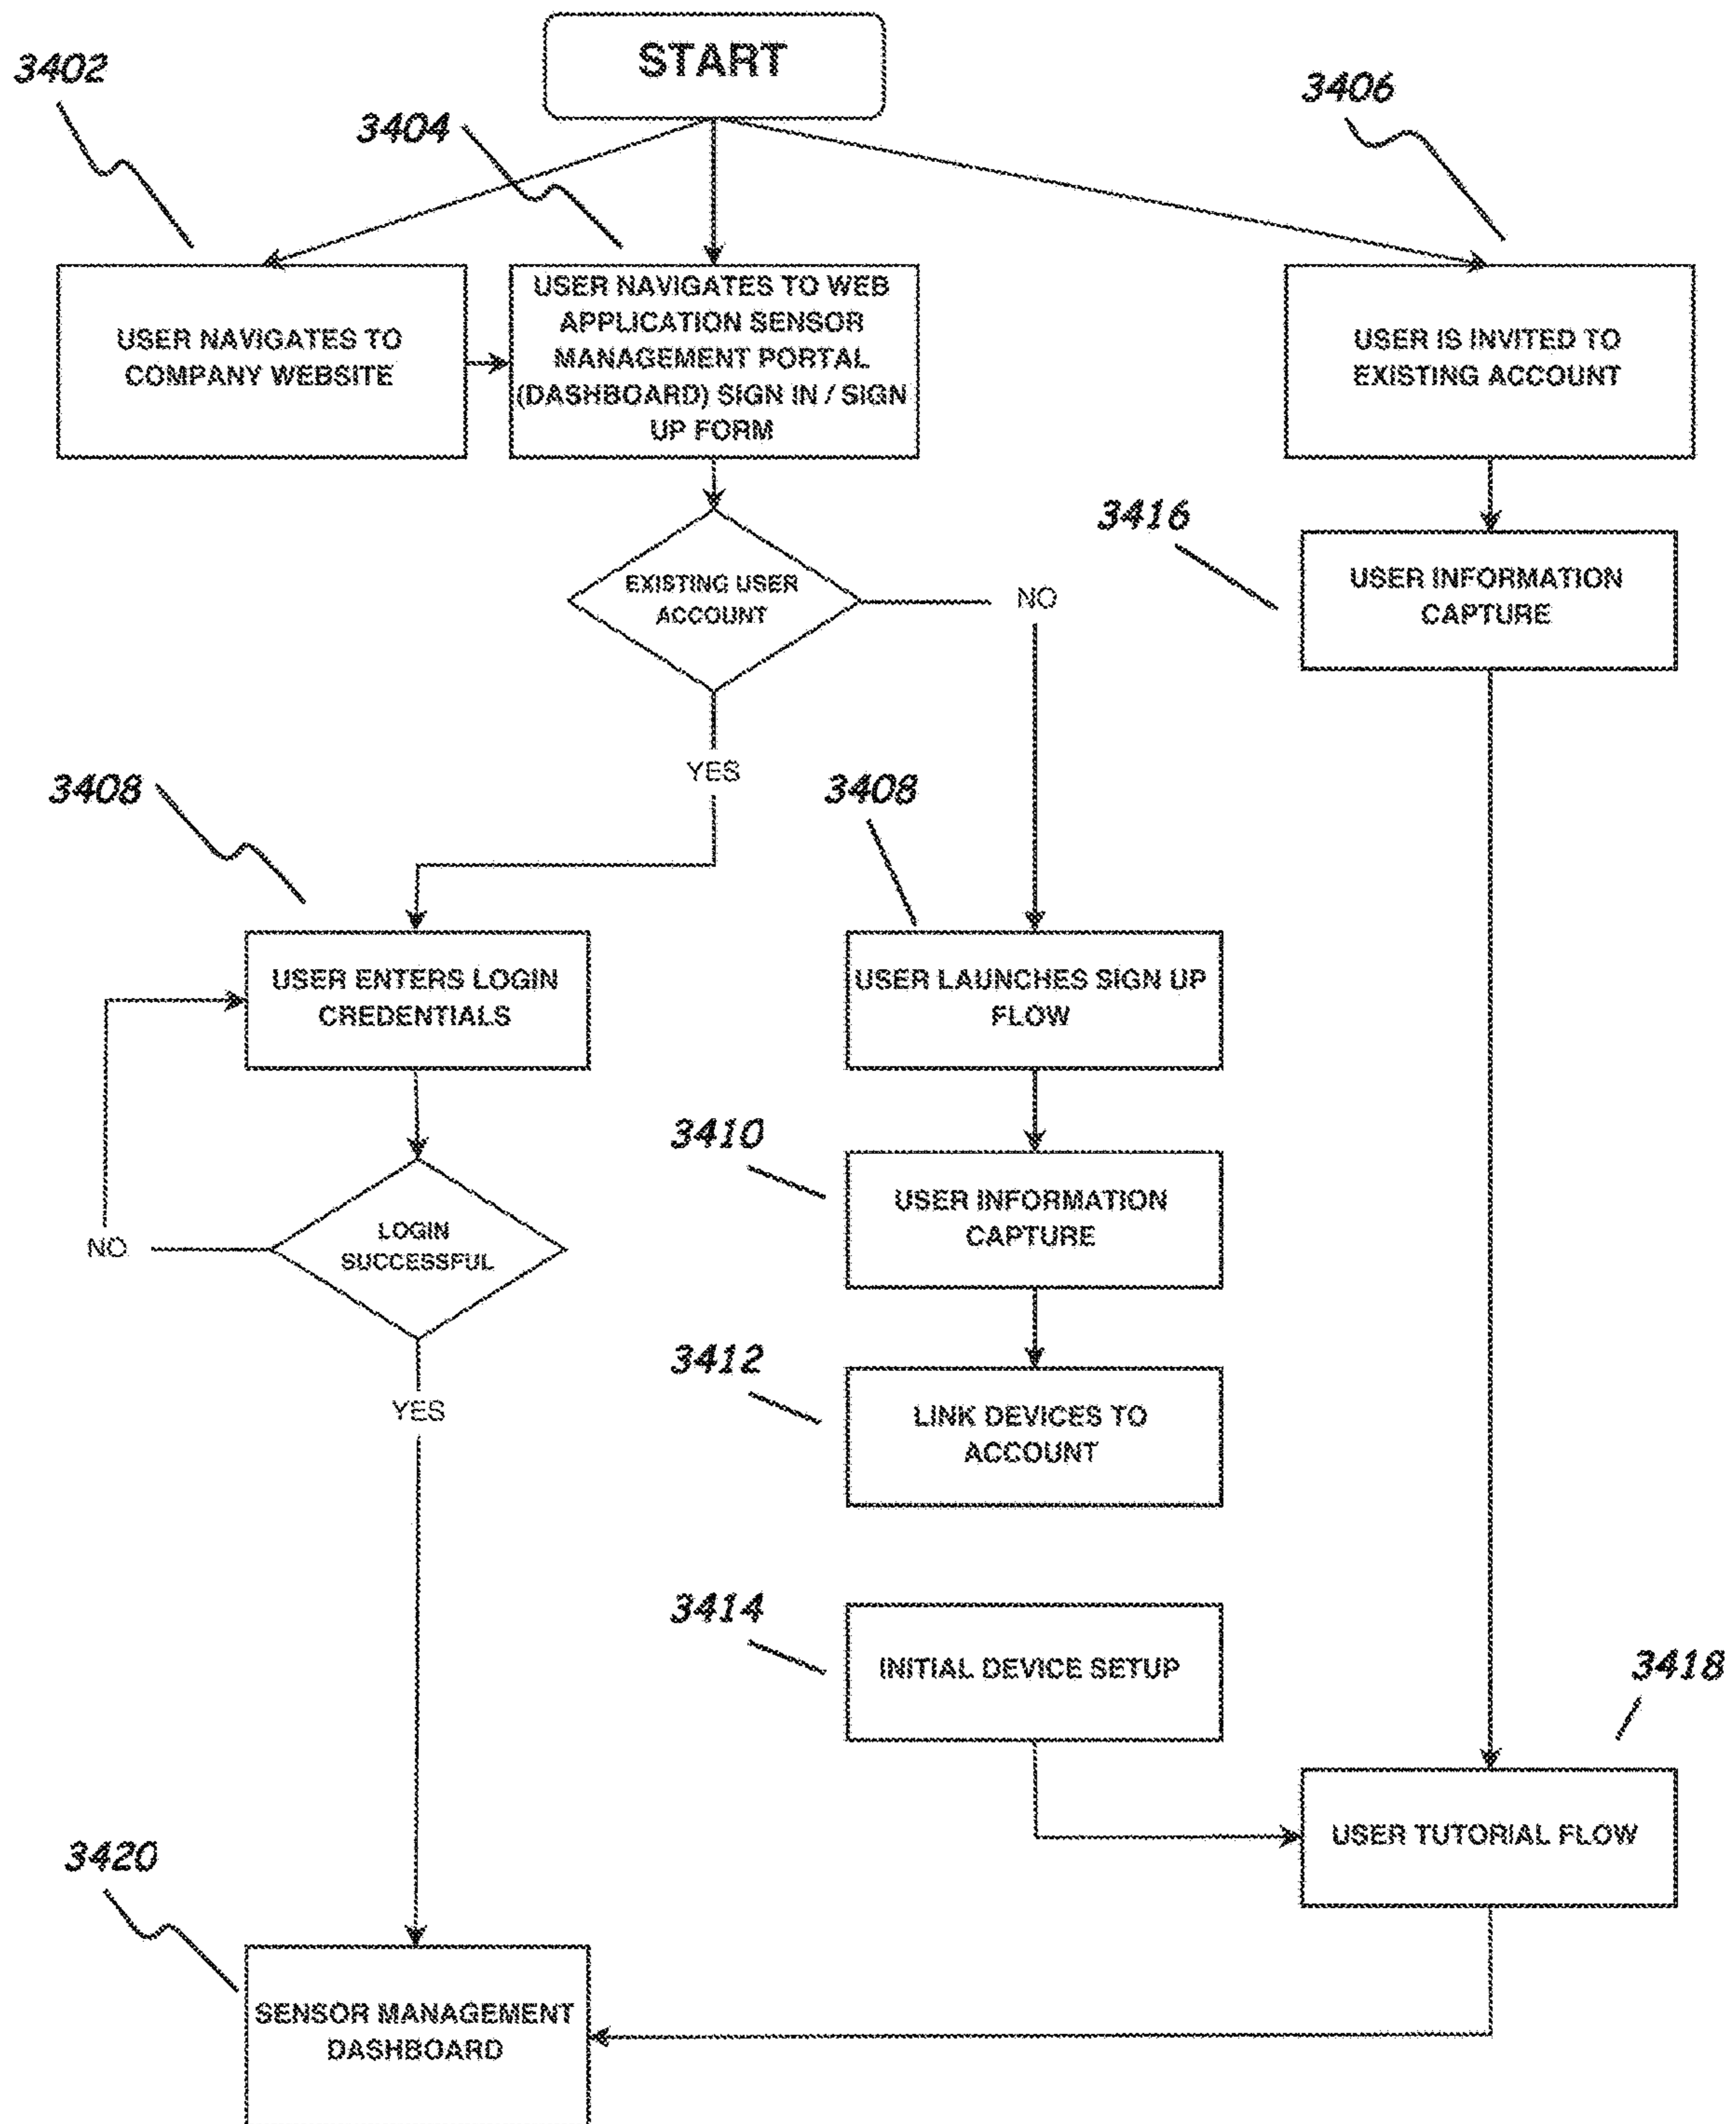 START
3402
3404
3406
USER NAVIGATES TO
COMPANY WEBSITE
USER NAVIGATES TO WEB
APPLICATION SENSOR
MANAGEMENT PORTAL
(DASHBOARD) SIGN IN / SIGN
UP FORM
USER IS INVITED TO
EXISTING ACCOUNT
3416
USER INFORMATION
CAPTURE
EXISTING USER
ACCOUNT
NO
YES
3408
3408
USER ENTERS LOGIN
CREDENTIALS
USER LAUNCHES SIGN UP
FLOW
3410
USER INFORMATION
CAPTURE
LOGIN
SUCCESSFUL
NO
YES
3412
LINK DEVICES TO
ACCOUNT
3414
INITIAL DEVICE SETUP
3418
USER TUTORIAL FLOW
3420
SENSOR MANAGEMENT
DASHBOARD